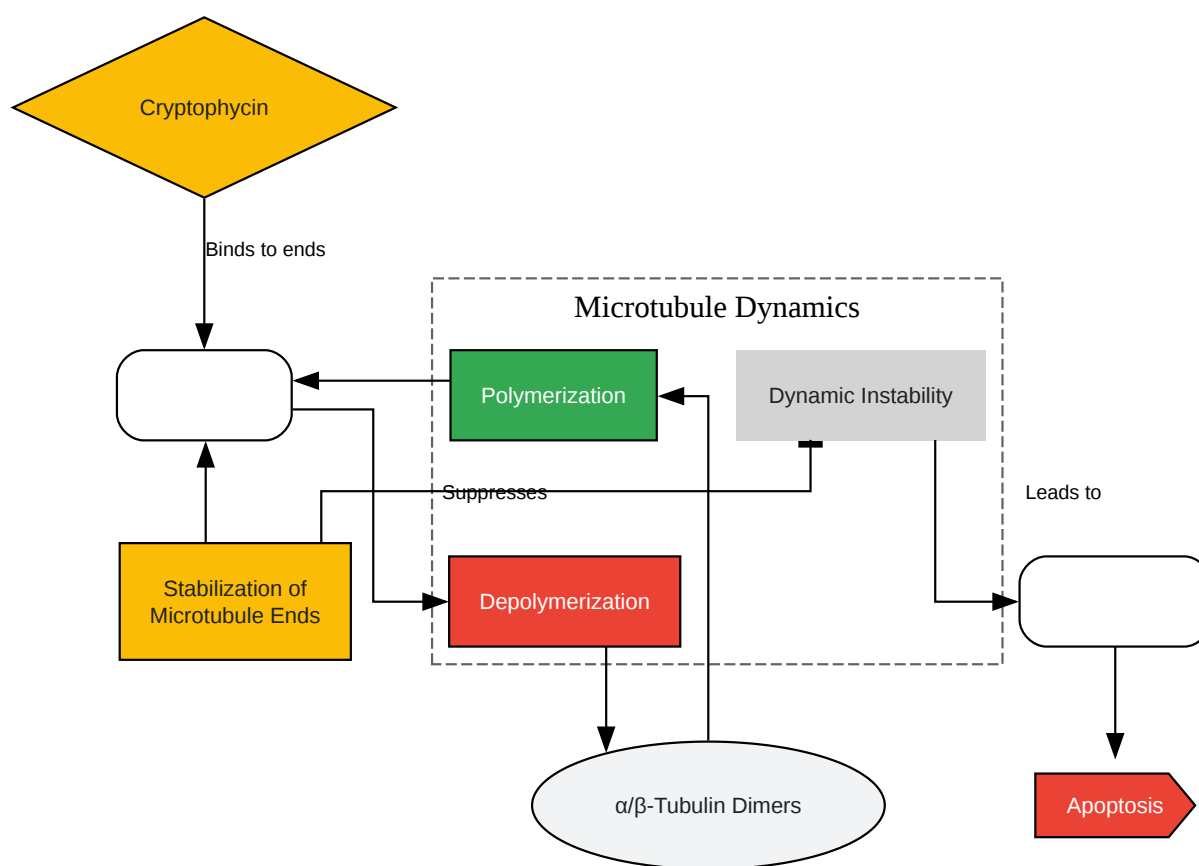 Cryptophycin
Binds to ends
Microtubule Dynamics
Polymerization
Dynamic Instability
Suppresses
Leads to
Stabilization of
Microtubule Ends
Depolymerization
α/β-Tubulin Dimers
Apoptosis